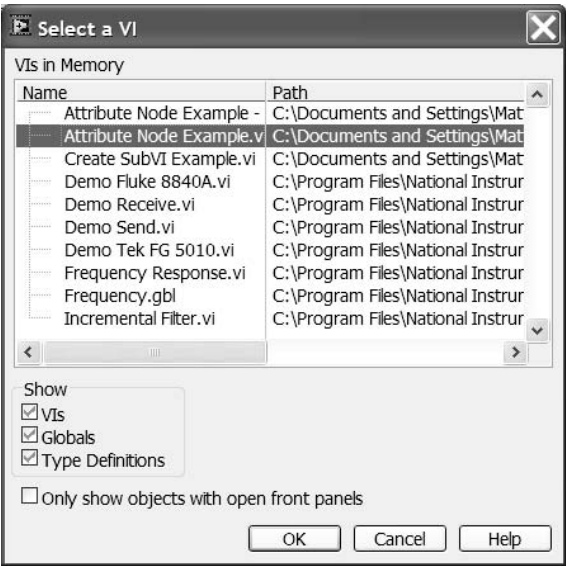 Select a VI
VIs in Memory
Name Path
Attribute Node Example - C:\Documents and Settings\Mat
Attribute Node Example.v C:\Documents and Settings\Mat
Create SubVI Example.vi C:\Documents and Settings\Mat
Demo Fluke 8840A.vi C:\Program Files\National Instrur
Demo Receive.vi C:\Program Files\National Instrur
Demo Send.vi C:\Program Files\National Instrur
Demo Tek FG 5010.vi C:\Program Files\National Instrur
Frequency Response.vi C:\Program Files\National Instrur
Frequency.gbl C:\Program Files\National Instrur
Incremental Filter.vi C:\Program Files\National Instrur
Show
VIs
Globals
Type Definitions
Only show objects with open front panels
OK Cancel Help